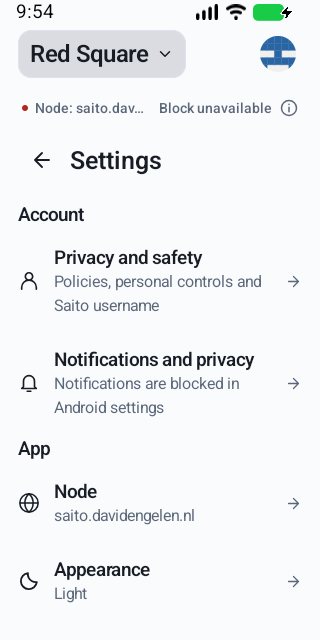 9:54
Red Square
Node: saito.dav... Block unavailable
Settings
Account
Privacy and safety
Policies, personal controls and
Saito username
Notifications and privacy
Notifications are blocked in
Android settings
App
Node
saito.davidengelen.nl
Appearance
Light